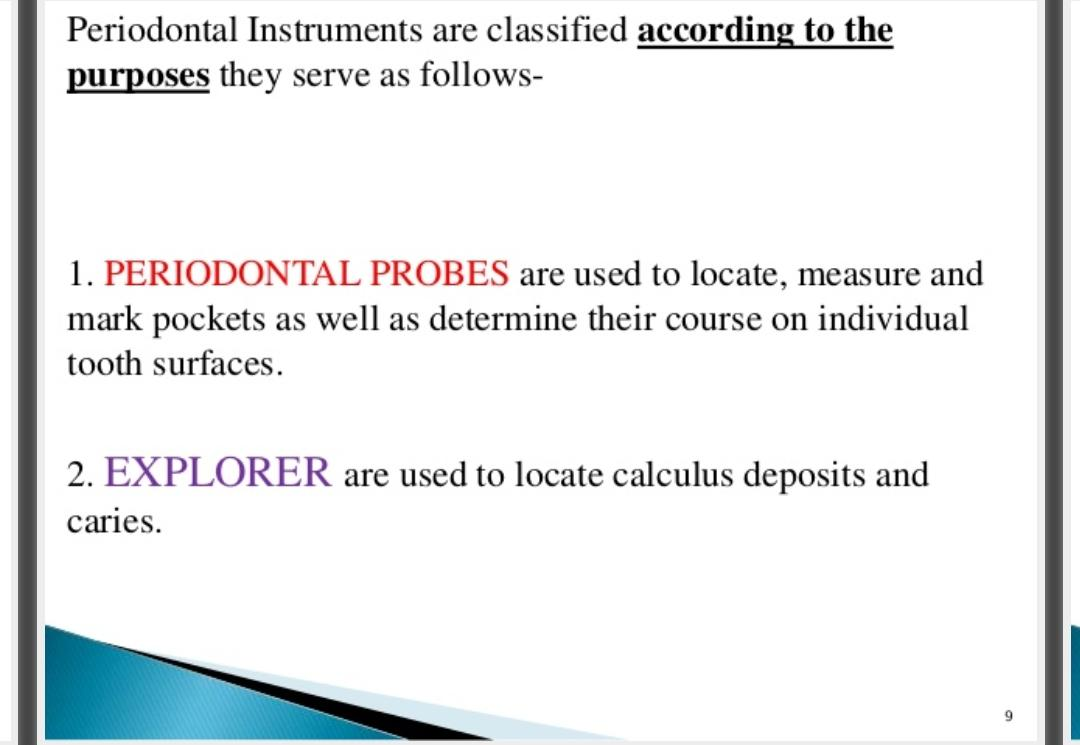 Periodontal Instruments are classified according to the
purposes they serve as follows-
1. PERIODONTAL PROBES are used to locate, measure and
mark pockets as well as determine their course on individual
tooth surfaces.
2. EXPLORER are used to locate calculus deposits and
caries.
9